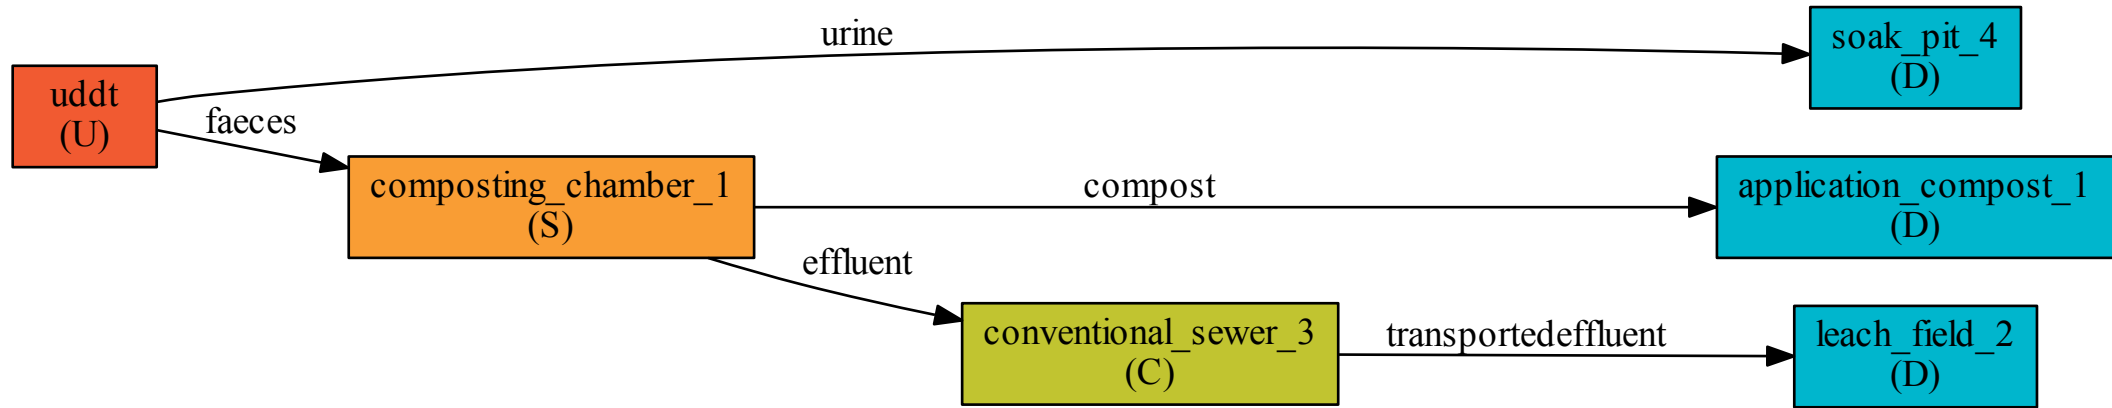 urine
soak_pit_4
(D)
uddt
(U)
faeces
composting_chamber_1
(S)
compost
application_compost_1
(D)
effluent
conventional_sewer_3
(C)
transportedeffluent
leach_field_2
(D)